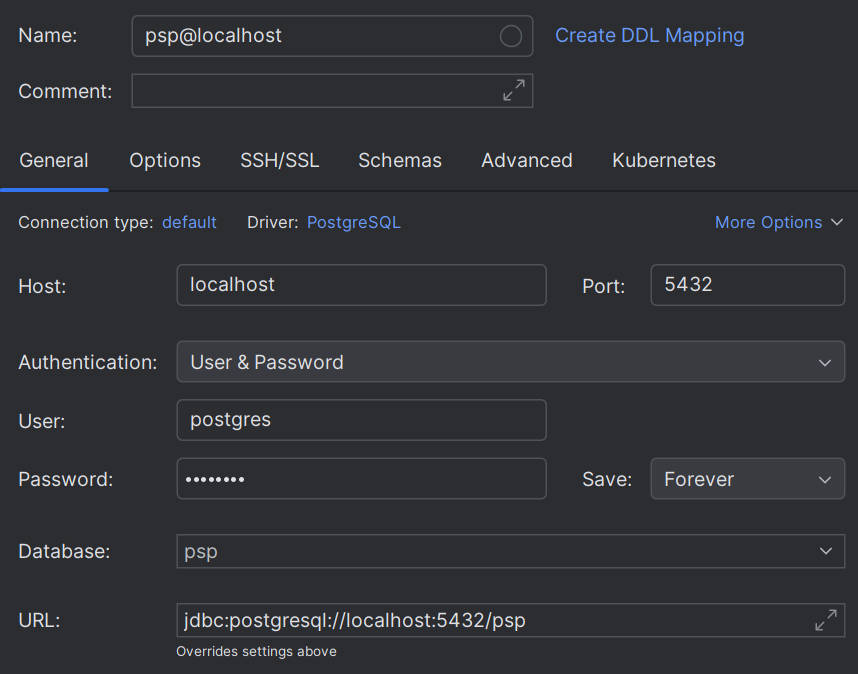 Name: psp@localhost Create DDL Mapping
Comment:
General Options SSH/SSL Schemas Advanced Kubernetes
Connection type: default Driver: PostgreSQL More Options
Host: localhost Port: 5432
Authentication: User & Password
User: postgres
Password: •••••••• Save: Forever
Database: psp
URL: jdbc:postgresql://localhost:5432/psp
Overrides settings above